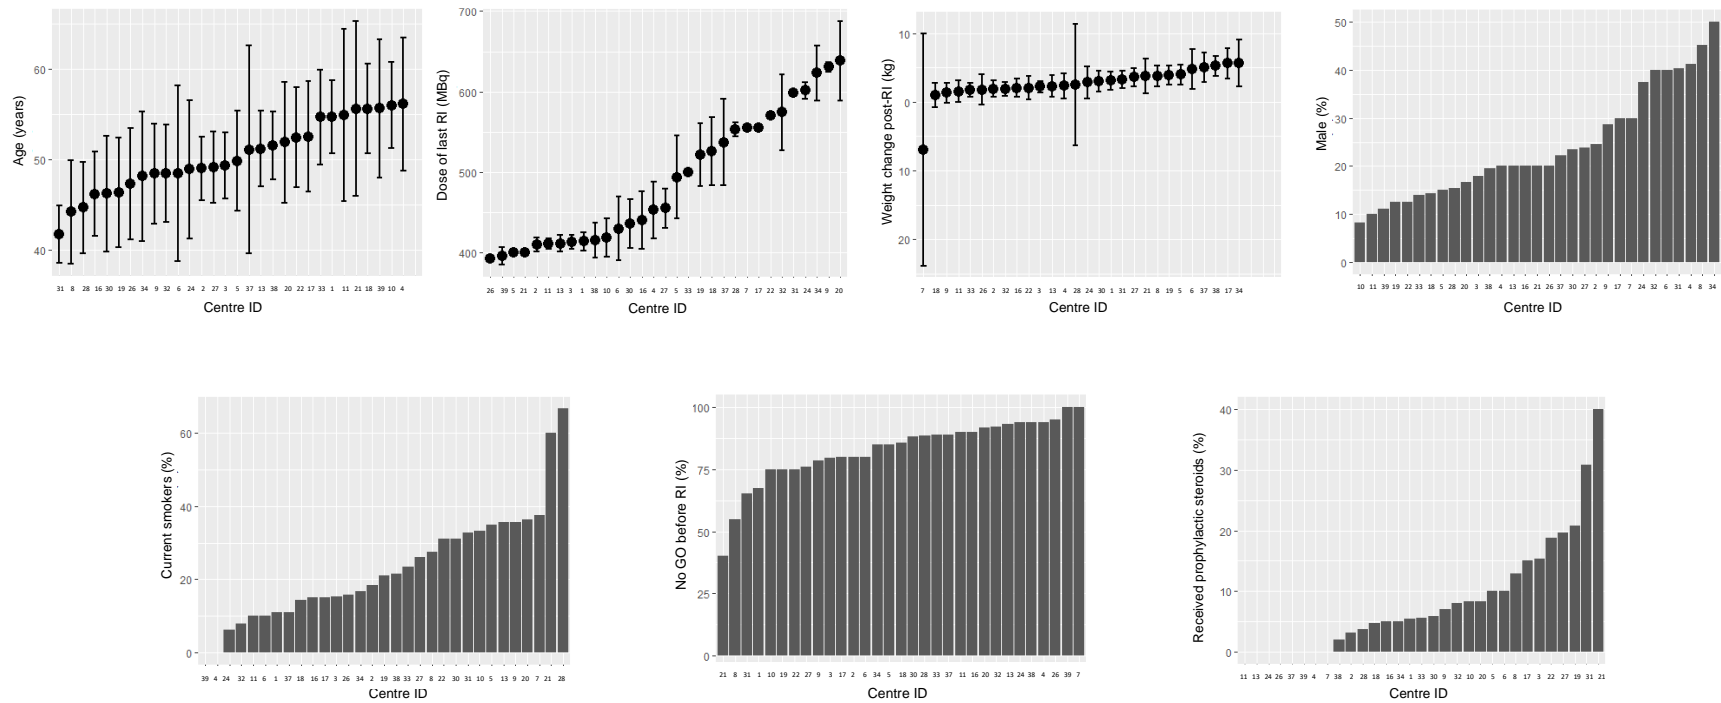 Age (years)
60
50
40
31 8 28 16 30 19 26 34 9 32 6 24 2 27 3 5 37 13 38 20 22 17 33 1 11 21 18 39 10 4
Centre ID
Dose of last RI (MBq)
700
600
500
400
26 39 5 21 2 11 13 3 1 38 10 6 30 16 4 27 5 33 19 18 37 28 7 17 22 32 31 24 34 9 20
Centre ID
Weight change post-RI (kg)
10
0
10
20
7 18 9 11 33 26 2 32 16 22 3 13 4 28 24 30 1 31 27 21 8 19 5 6 37 38 17 34
Centre ID
Male (%)
50
40
30
20
10
0
10 11 39 19 22 33 18 5 28 20 3 38 4 13 16 21 26 37 30 27 2 9 17 7 24 32 6 31 4 8 34
Centre ID
Current smokers (%)
60
40
20
0
39 4 24 32 11 6 1 37 18 16 17 3 26 34 2 19 38 33 27 8 22 30 31 10 5 13 9 20 7 21 28
Centre ID
No GO before RI (%)
100
75
50
25
0
21 8 31 1 10 19 22 27 9 3 17 2 6 34 5 18 30 28 33 37 11 16 20 32 13 24 38 4 26 39 7
Centre ID
Received prophylactic steroids (%)
40
30
20
10
0
11 13 24 26 37 39 4 7 38 2 28 18 16 34 1 33 30 9 32 10 20 5 6 8 17 3 22 27 19 31 21
Centre ID